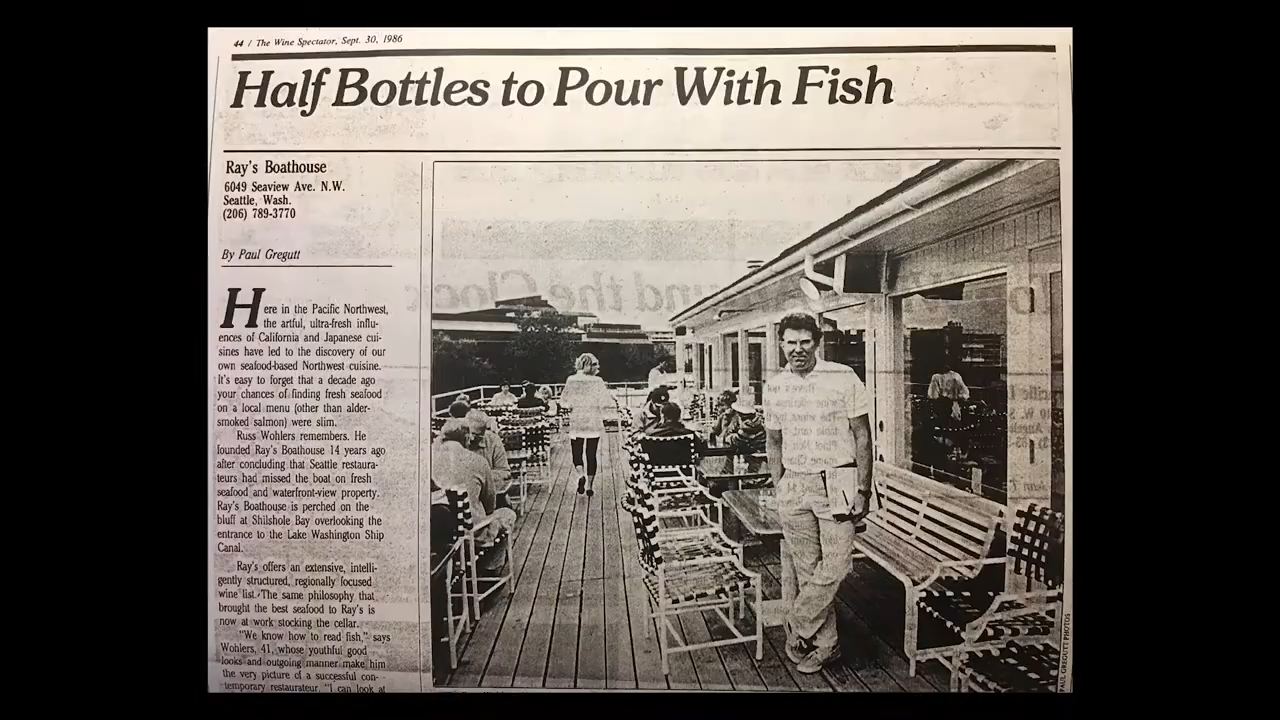 44 / The Wine Spectator, Sept. 30, 1986
Half Bottles to Pour With Fish
Ray's Boathouse
6049 Seaview Ave. N.W.
Seattle, Wash.
(206) 789-3770
By Paul Gregutt
Here in the Pacific Northwest,
the artful, ultra-fresh influ-
ences of California and Japanese cui-
sines have led to the discovery of our
own seafood-based Northwest cuisine.
It's easy to forget that a decade ago
your chances of finding fresh seafood
on a local menu (other than alder-
smoked salmon) were slim.
Russ Wohlers remembers. He
founded Ray's Boathouse 14 years ago
after concluding that Seattle restaura-
teurs had missed the boat on fresh
seafood and waterfront-view property.
Ray's Boathouse is perched on the
bluff at Shilshole Bay overlooking the
entrance to the Lake Washington Ship
Canal.
Ray's offers an extensive, intelli-
gently structured, regionally focused
wine list. The same philosophy that
brought the best seafood to Ray's is
now at work stocking the cellar.
"We know how to read fish," says
Wohlers, 41, whose youthful good
looks and outgoing manner make him
the very picture of a successful con-
temporary restaurateur. "I can look at
PAUL GREGUTT PHOTOS